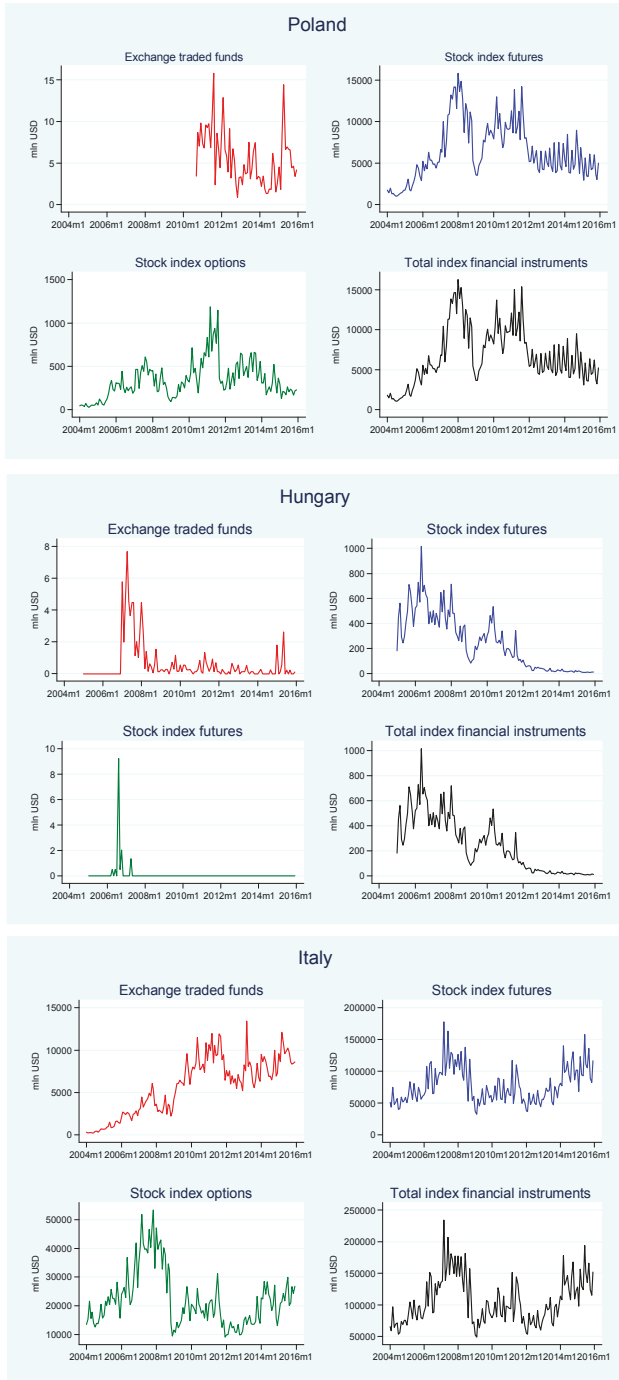 Poland
Exchange traded funds
Stock index futures
mln USD
15
10
5
0
2004m1 2006m1 2008m1 2010m1 2012m1 2014m1 2016m1
mln USD
15000
10000
5000
0
2004m1 2006m1 2008m1 2010m1 2012m1 2014m1 2016m1
Stock index options
Total index financial instruments
mln USD
1500
1000
500
0
2004m1 2006m1 2008m1 2010m1 2012m1 2014m1 2016m1
mln USD
15000
10000
5000
0
2004m1 2006m1 2008m1 2010m1 2012m1 2014m1 2016m1
Hungary
Exchange traded funds
Stock index futures
mln USD
8
6
4
2
0
2004m1 2006m1 2008m1 2010m1 2012m1 2014m1 2016m1
mln USD
1000
800
600
400
200
0
2004m1 2006m1 2008m1 2010m1 2012m1 2014m1 2016m1
Stock index futures
Total index financial instruments
mln USD
10
8
6
4
2
0
2004m1 2006m1 2008m1 2010m1 2012m1 2014m1 2016m1
mln USD
1000
800
600
400
200
0
2004m1 2006m1 2008m1 2010m1 2012m1 2014m1 2016m1
Italy
Exchange traded funds
Stock index futures
mln USD
15000
10000
5000
0
2004m1 2006m1 2008m1 2010m1 2012m1 2014m1 2016m1
mln USD
200000
150000
100000
50000
0
2004m1 2006m1 2008m1 2010m1 2012m1 2014m1 2016m1
Stock index options
Total index financial instruments
mln USD
50000
40000
30000
20000
10000
2004m1 2006m1 2008m1 2010m1 2012m1 2014m1 2016m1
mln USD
250000
200000
150000
100000
50000
2004m1 2006m1 2008m1 2010m1 2012m1 2014m1 2016m1